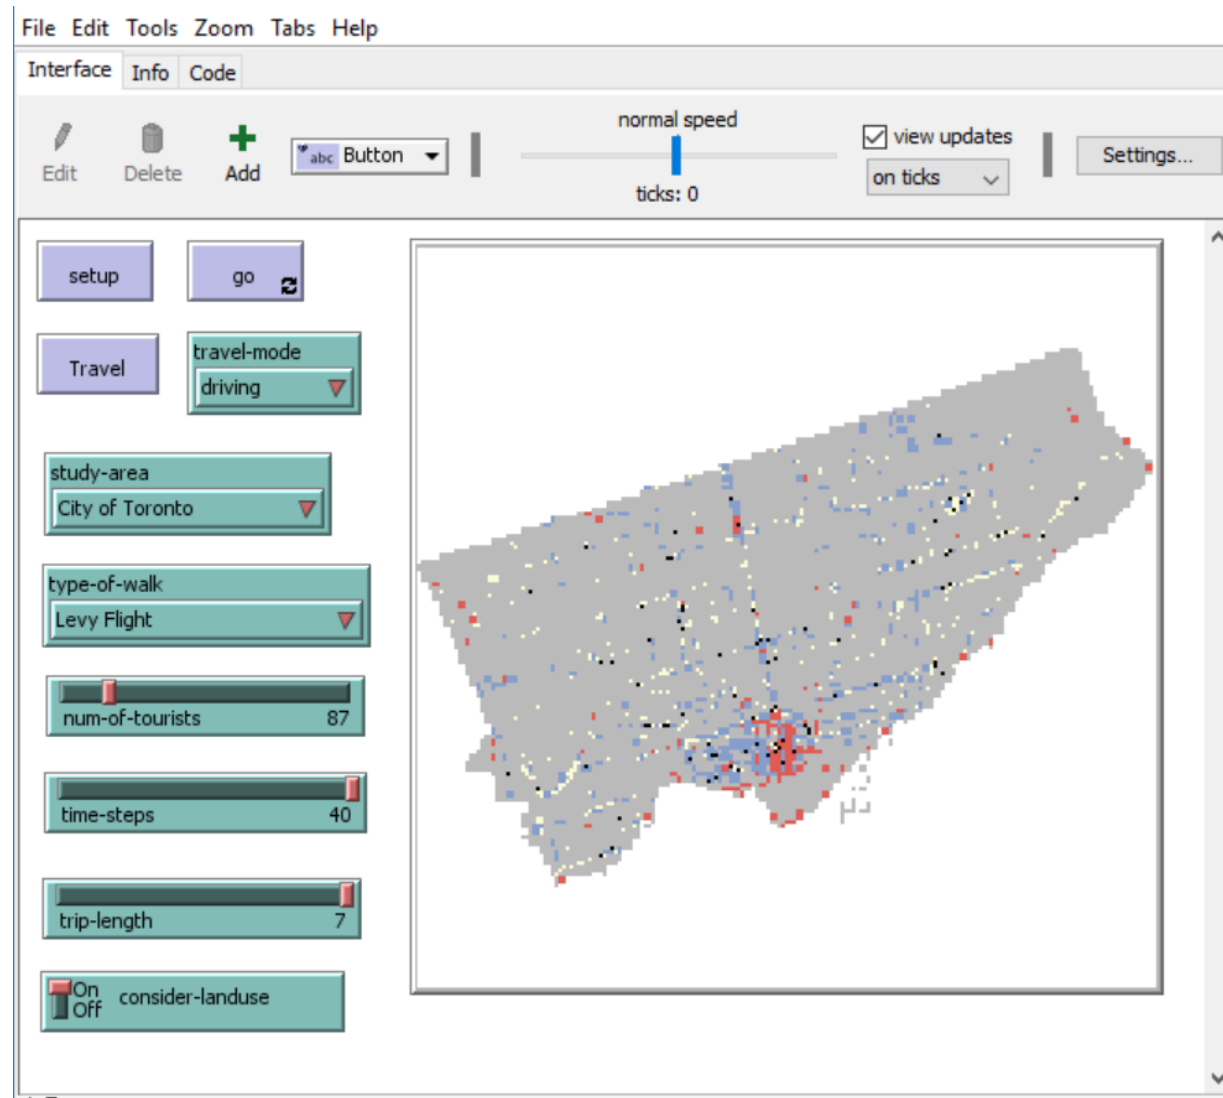 File Edit Tools Zoom Tabs Help
Interface Info Code
normal speed
view updates
Edit Delete Add abc Button
ticks: 0
on ticks
Settings...
setup go
Travel
travel-mode
driving
study-area
City of Toronto
type-of-walk
Levy Flight
num-of-tourists 87
time-steps 40
trip-length 7
On
Off
consider-landuse